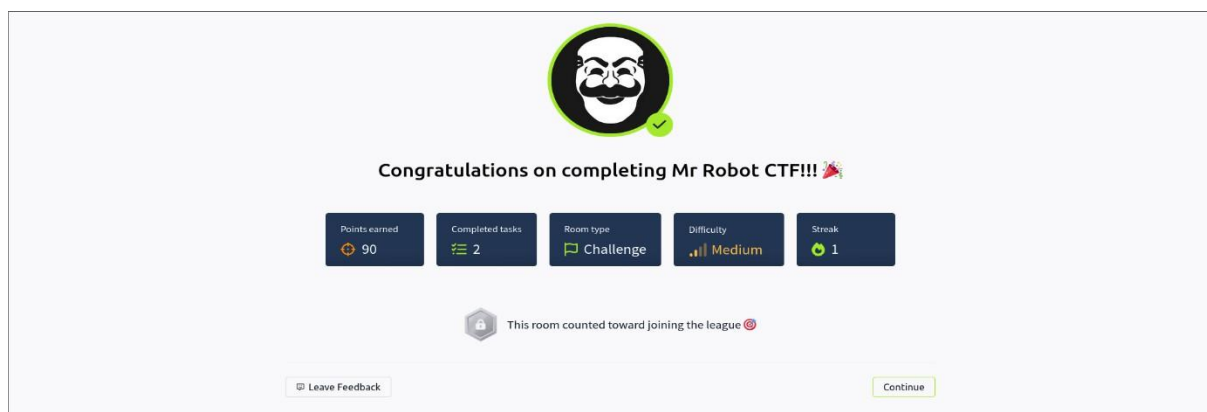 Congratulations on completing Mr Robot CTF!!! 🎉
Points earned
90
Completed tasks
2
Room type
Challenge
Difficulty
Medium
Streak
1
This room counted toward joining the league 🎯
Leave Feedback
Continue